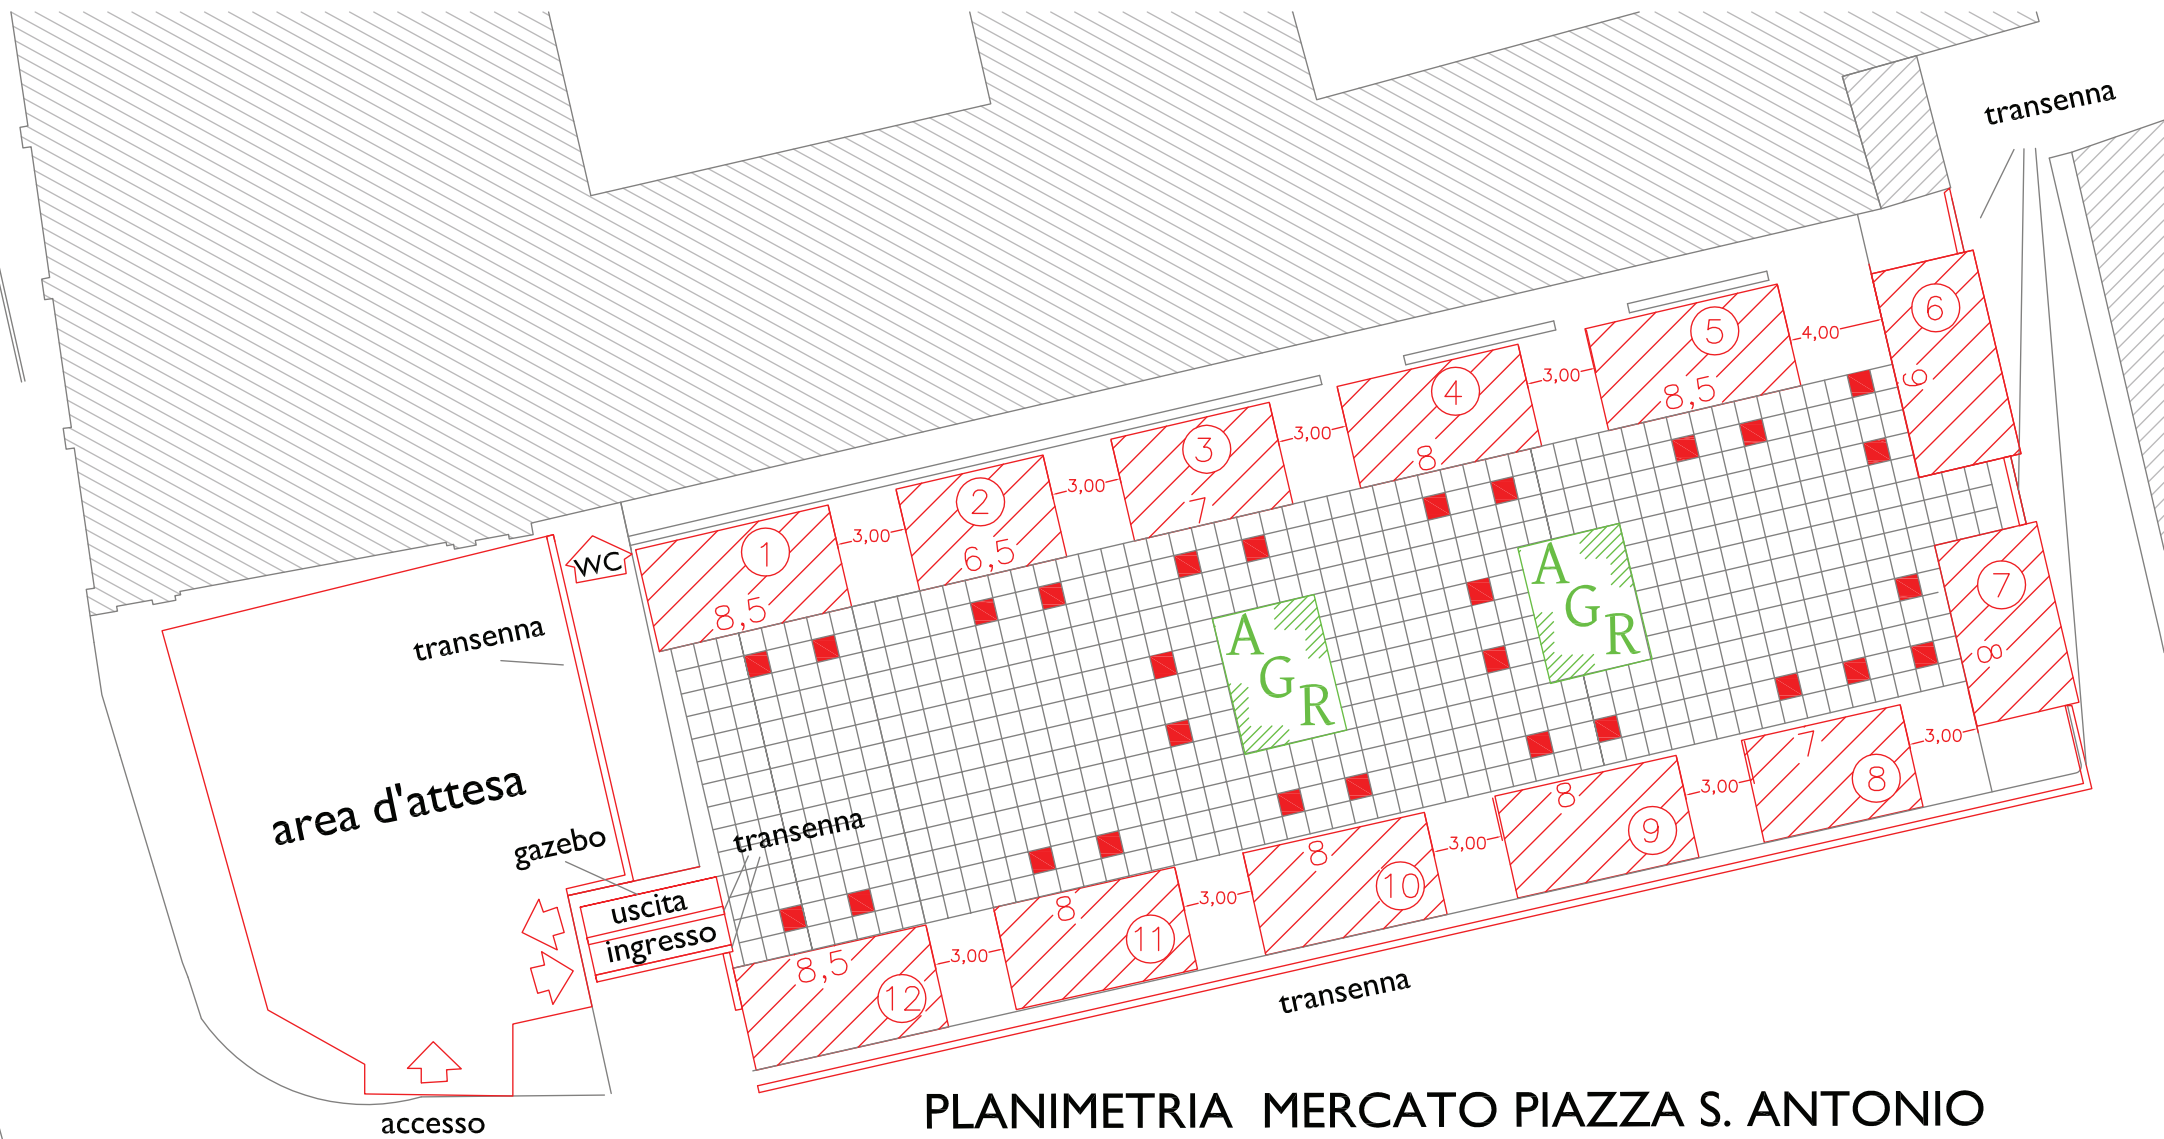 transenna
6
9
5
8,5
4,00
3,00
4
8
3,00
3
7
3,00
2
6,5
3,00
1
8,5
WC
transenna
area d'attesa
gazebo
transenna
uscita
ingresso
accesso
A
G
R
A
G
R
7
8
3,00
7
8
3,00
8
9
3,00
8
10
3,00
8
11
3,00
8,5
12
transenna
PLANIMETRIA MERCATO PIAZZA S. ANTONIO